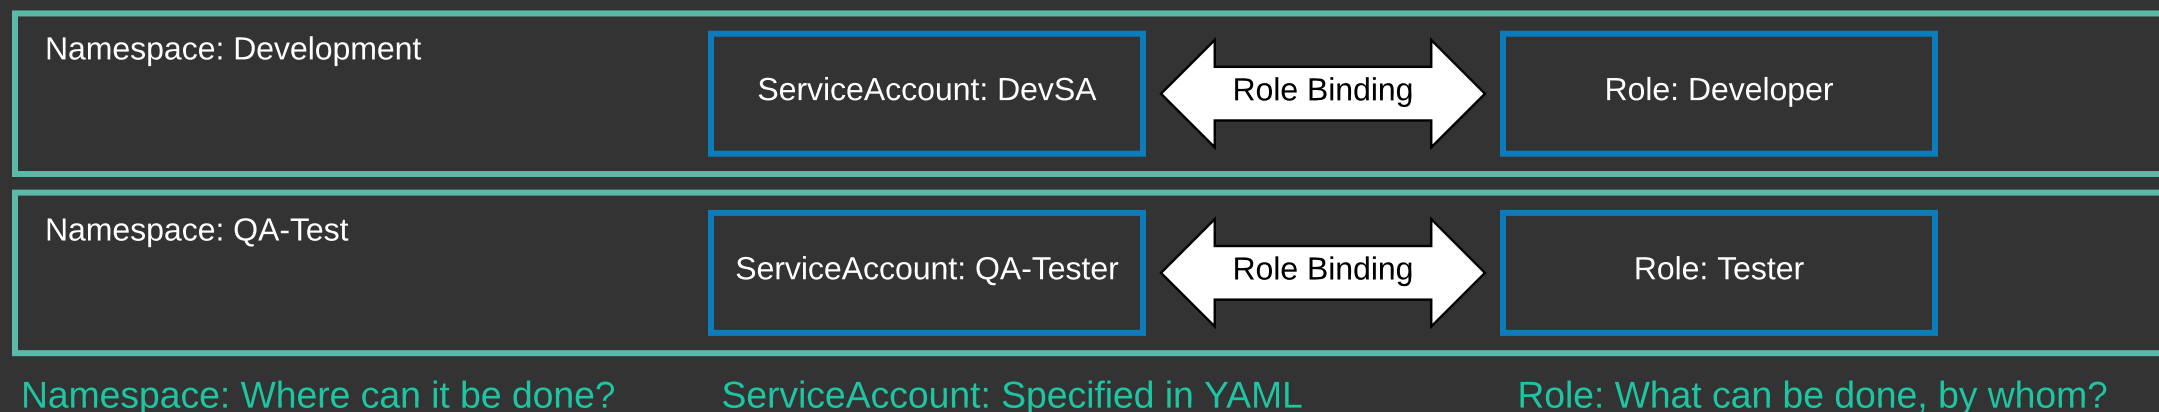 Namespace: Development
ServiceAccount: DevSA
Role Binding
Role: Developer
Namespace: QA-Test
ServiceAccount: QA-Tester
Role Binding
Role: Tester
Namespace: Where can it be done?
ServiceAccount: Specified in YAML
Role: What can be done, by whom?